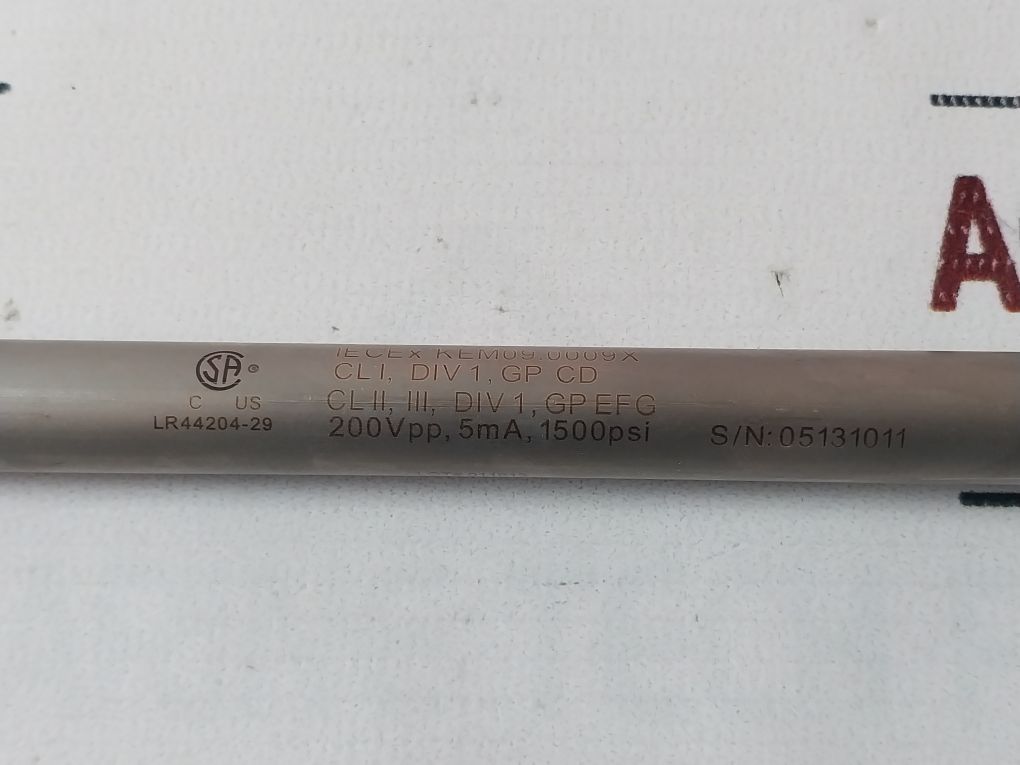 SA ®
C US
LR44204-29
IECEx KEM09.0009X
CL I, DIV 1, GP CD
CL II, III, DIV 1, GP EFG
200Vpp, 5mA, 1500psi
S/N: 05131011
A